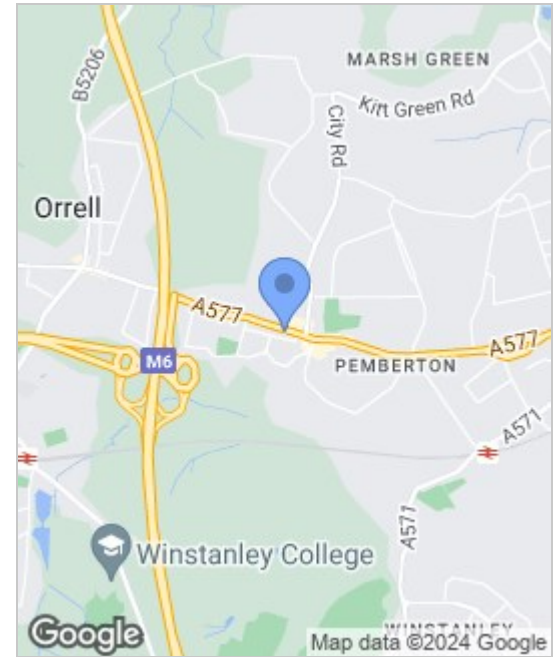 MARSH GREEN
B5206
Kitt Green Rd
City Rd
Orrell
A577
M6
PEMBERTON
A577
A571
Winstanley College
A571
WINSTANLEY
Google
Map data ©2024 Google